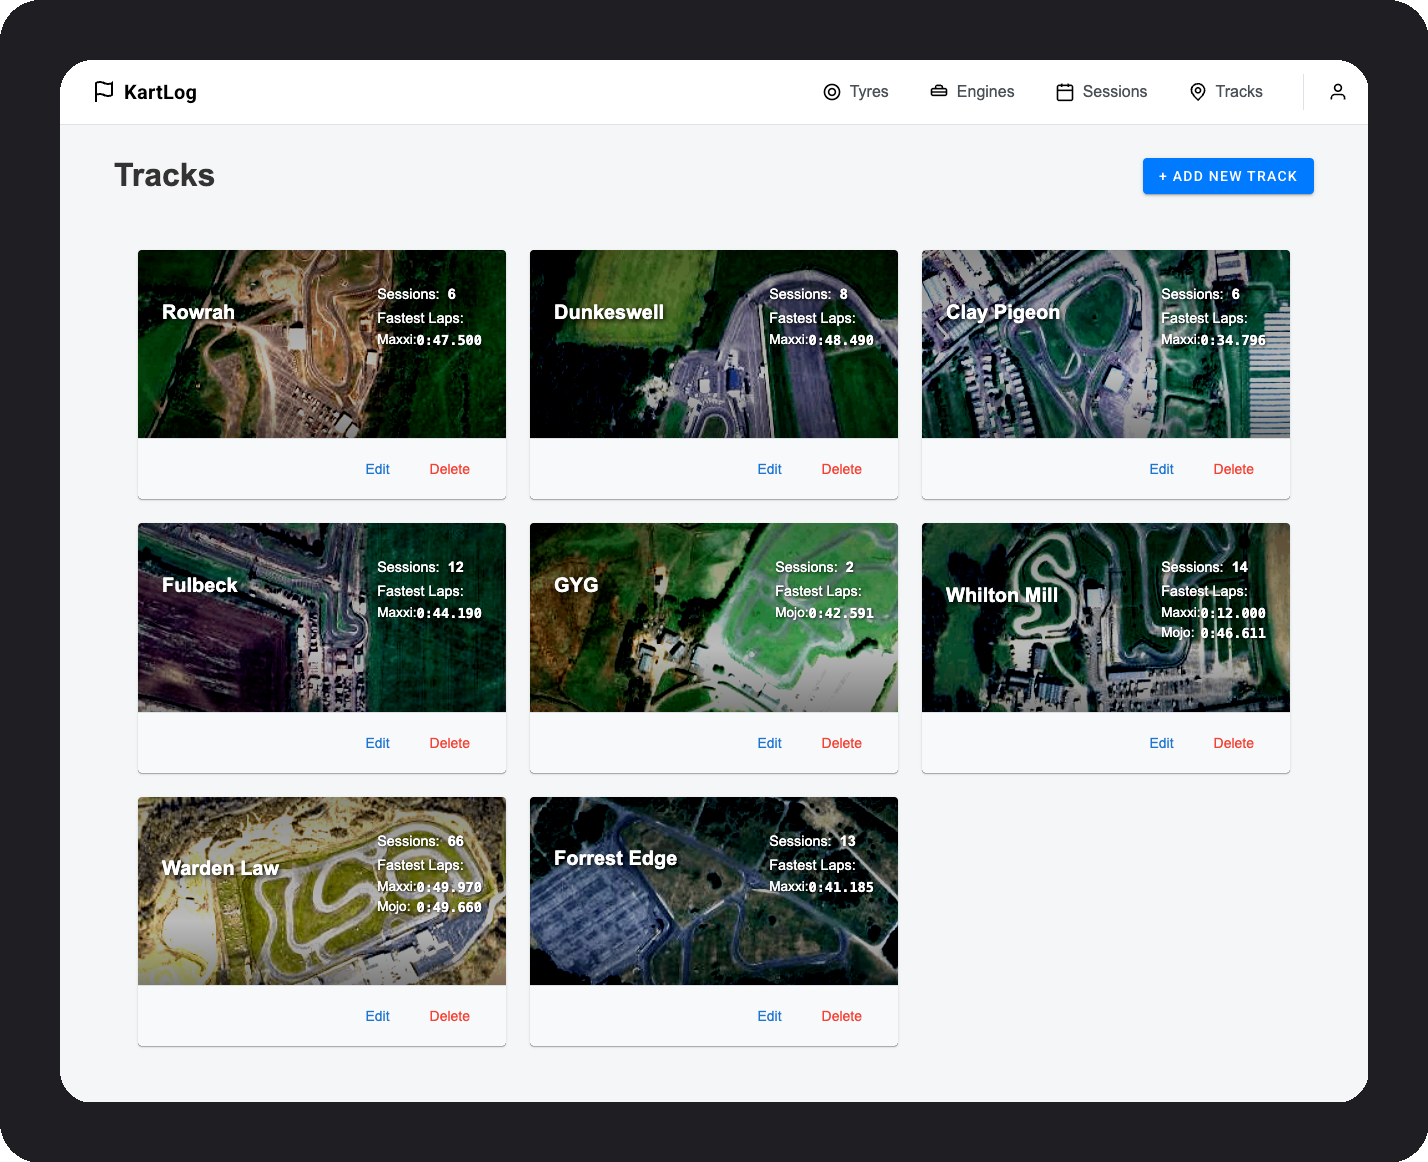 KartLog
Tyres
Engines
Sessions
Tracks
Tracks
+ ADD NEW TRACK
Rowrah
Sessions: 6
Fastest Laps:
Maxxi:0:47.500
Edit
Delete
Dunkeswell
Sessions: 8
Fastest Laps:
Maxxi:0:48.490
Edit
Delete
Clay Pigeon
Sessions: 6
Fastest Laps:
Maxxi:0:34.796
Edit
Delete
Fulbeck
Sessions: 12
Fastest Laps:
Maxxi:0:44.190
Edit
Delete
GYG
Sessions: 2
Fastest Laps:
Mojo:0:42.591
Edit
Delete
Whilton Mill
Sessions: 14
Fastest Laps:
Maxxi:0:12.000
Mojo: 0:46.611
Edit
Delete
Warden Law
Sessions: 66
Fastest Laps:
Maxxi:0:49.970
Mojo: 0:49.660
Edit
Delete
Forrest Edge
Sessions: 13
Fastest Laps:
Maxxi:0:41.185
Edit
Delete